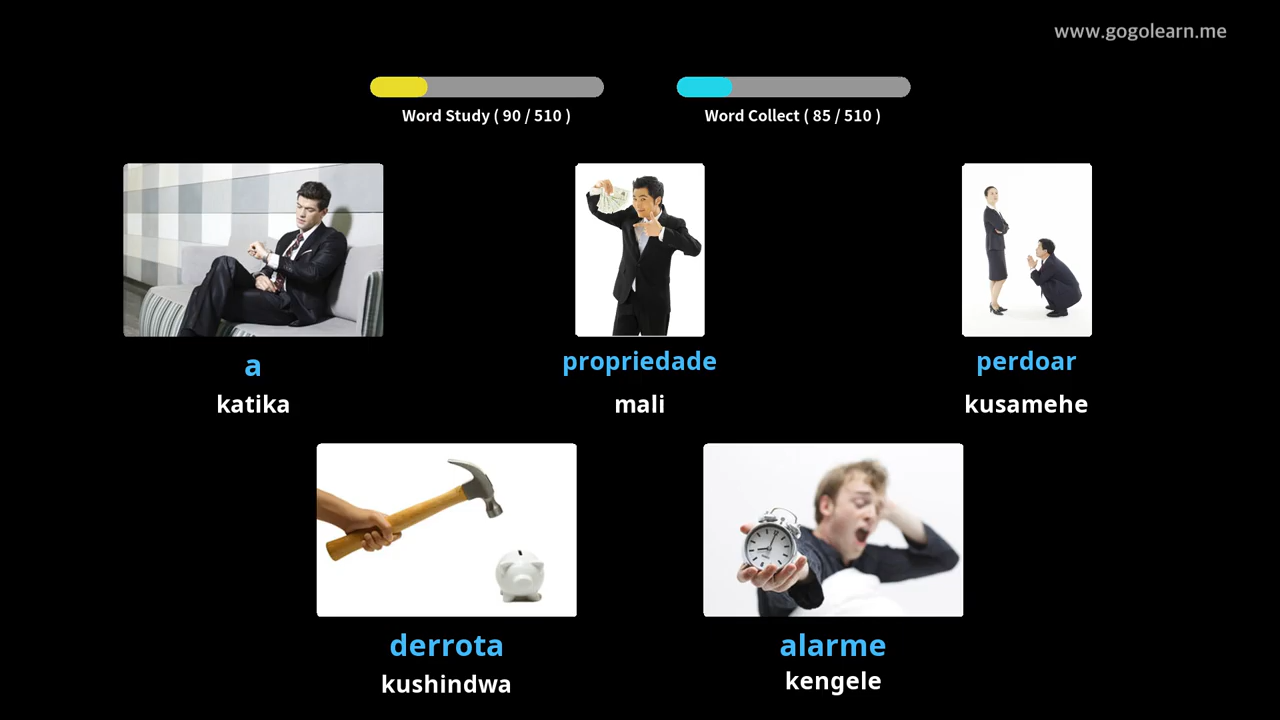 www.gogolearn.me
Word Study ( 90 / 510 )
Word Collect ( 85 / 510 )
a
katika
propriedade
mali
perdoar
kusamehe
derrota
kushindwa
alarme
kengele